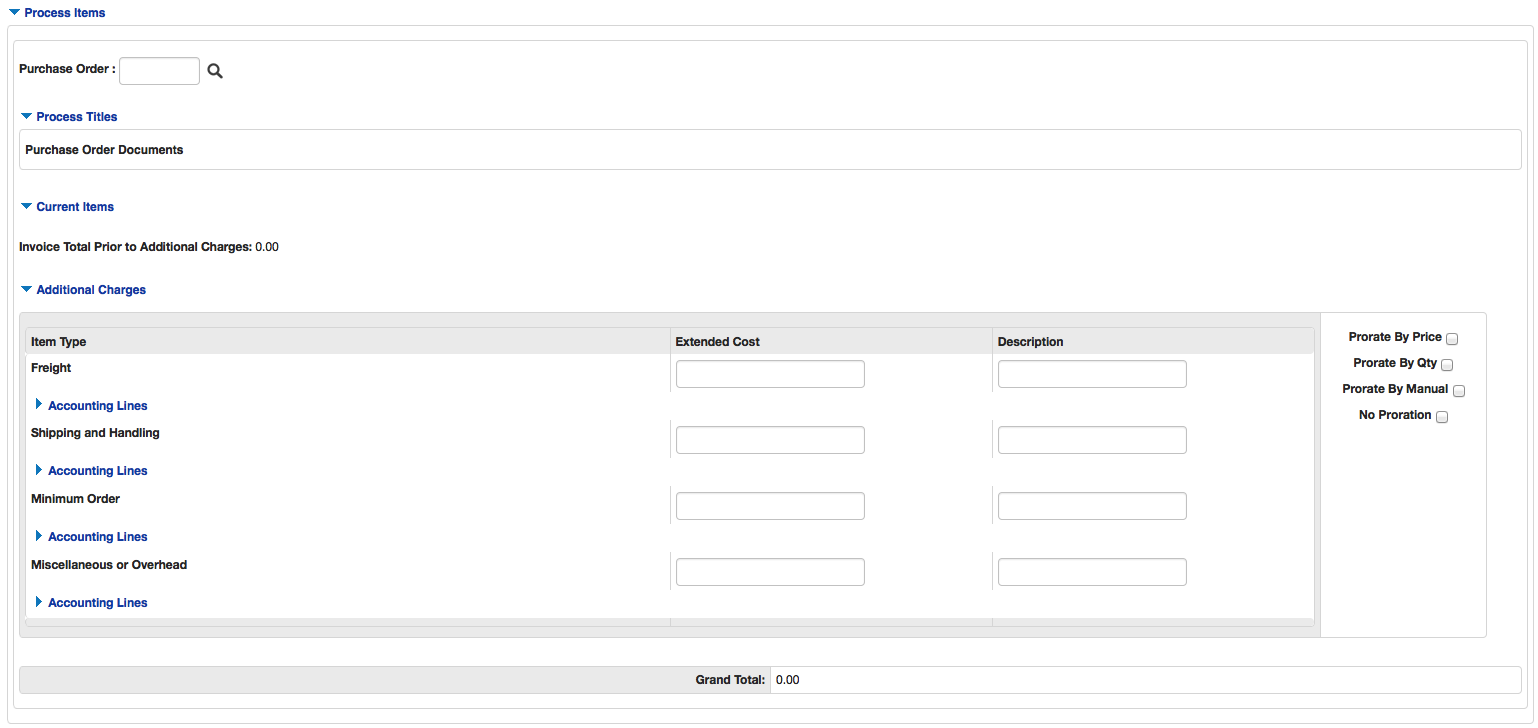 Process Items
Purchase Order :
Process Titles
Purchase Order Documents
Current Items
Invoice Total Prior to Additional Charges: 0.00
Additional Charges
Item Type Extended Cost Description
Freight
Accounting Lines
Shipping and Handling
Accounting Lines
Minimum Order
Accounting Lines
Miscellaneous or Overhead
Accounting Lines
Prorate By Price
Prorate By Qty
Prorate By Manual
No Proration
Grand Total: 0.00